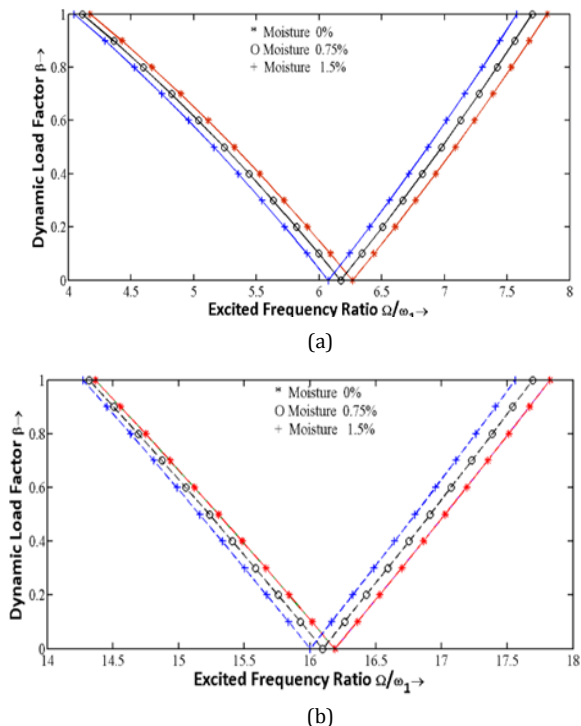 1
0.8
0.6
0.4
0.2
0
Dynamic Load Factor β→
* Moisture 0%
○ Moisture 0.75%
+ Moisture 1.5%
4 4.5 5 5.5 6 6.5 7 7.5 8
Excited Frequency Ratio Ω/ω₁→
(a)
1
0.8
0.6
0.4
0.2
0
Dynamic Load Factor β→
* Moisture 0%
○ Moisture 0.75%
+ Moisture 1.5%
14 14.5 15 15.5 16 16.5 17 17.5 18
Excited Frequency Ratio Ω/ω₁→
(b)